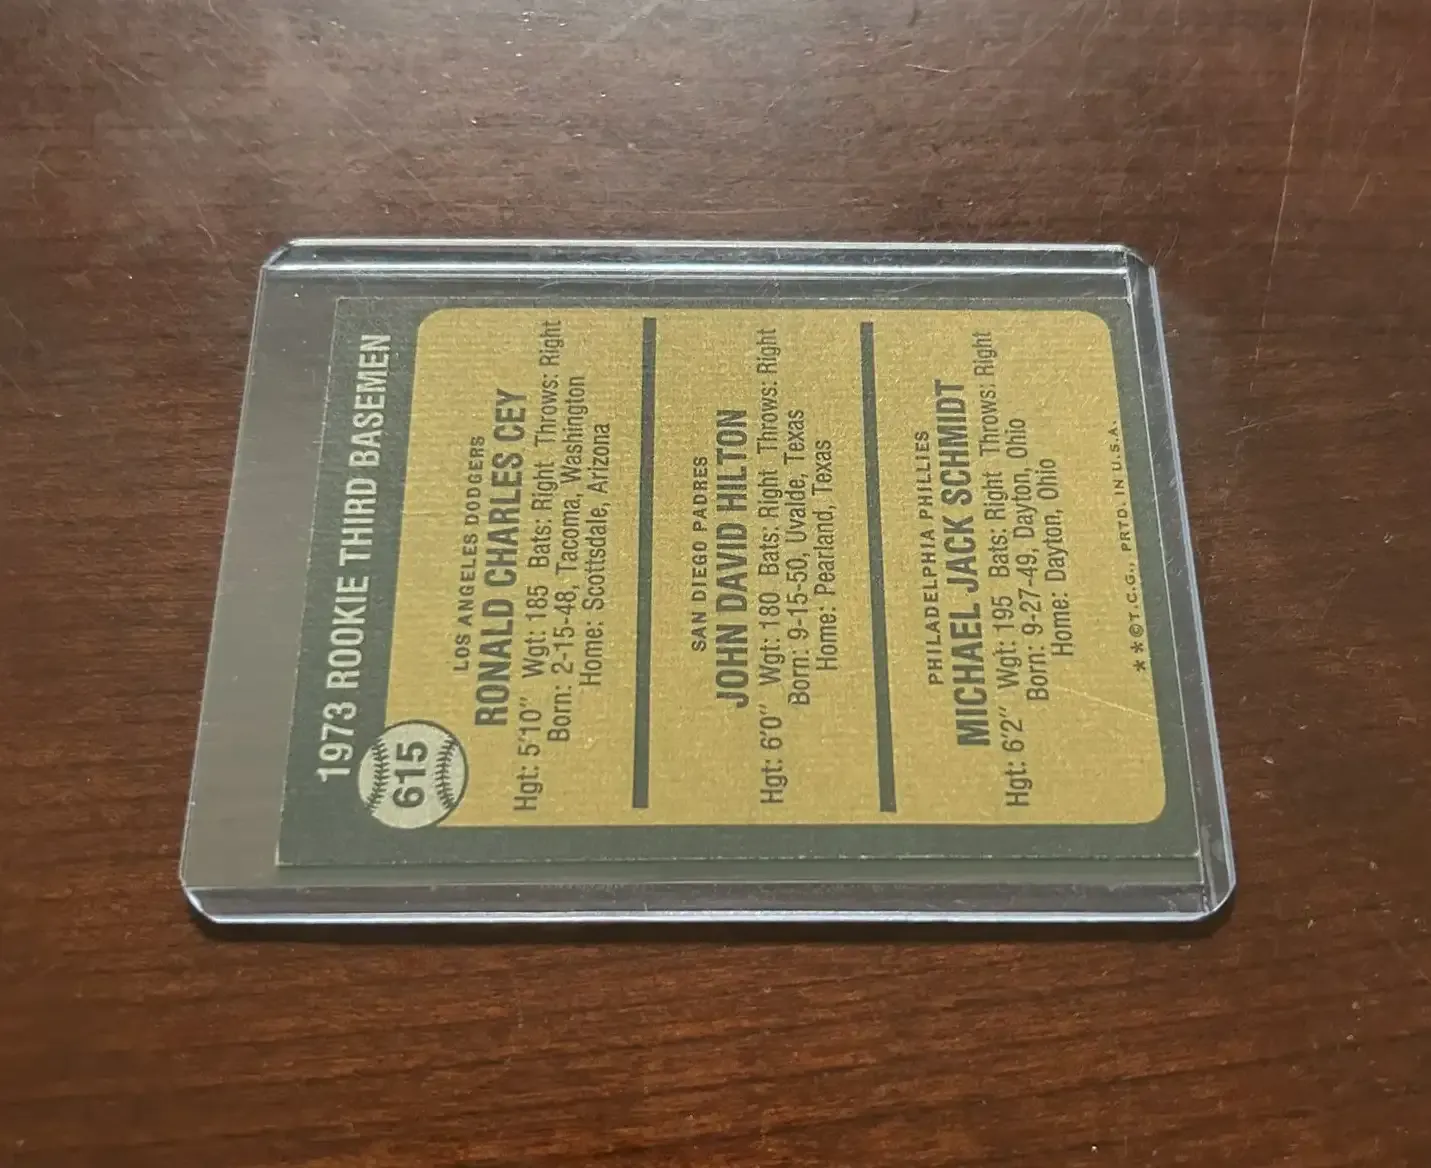 1973 ROOKIE THIRD BASEMEN
615
LOS ANGELES DODGERS
RONALD CHARLES CEY
Hgt: 5'10" Wgt: 185 Bats: Right Throws: Right
Born: 2-15-48, Tacoma, Washington
Home: Scottsdale, Arizona
SAN DIEGO PADRES
JOHN DAVID HILTON
Hgt: 6'0" Wgt: 180 Bats: Right Throws: Right
Born: 9-15-50, Uvalde, Texas
Home: Pearland, Texas
PHILADELPHIA PHILLIES
MICHAEL JACK SCHMIDT
Hgt: 6'2" Wgt: 195 Bats: Right Throws: Right
Born: 9-27-49, Dayton, Ohio
Home: Dayton, Ohio
**©T.C.G., PRTD. IN U.S.A.